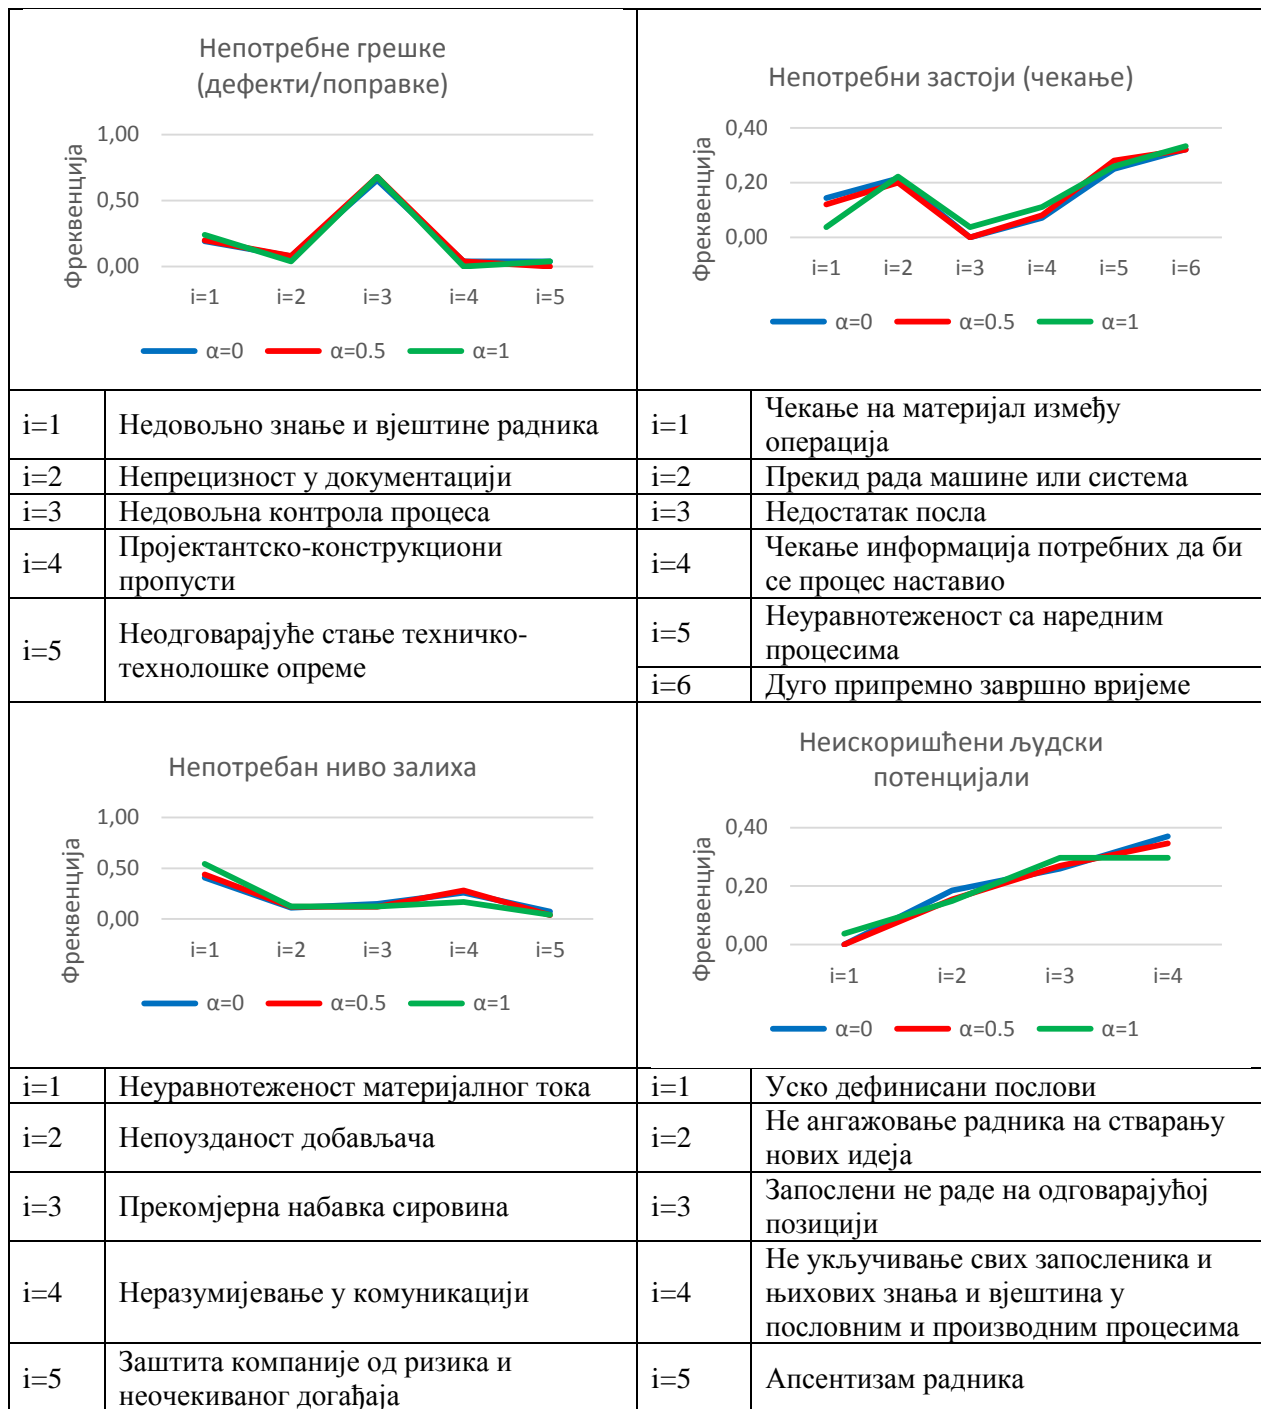 Непотребне грешке
(дефекти/поправке)
Фреквенција
1,00
0,50
0,00
i=1 i=2 i=3 i=4 i=5
α=0 α=0.5 α=1
Непотребни застоји (чекање)
Фреквенција
0,40
0,20
0,00
i=1 i=2 i=3 i=4 i=5 i=6
α=0 α=0.5 α=1
i=1 Недовољно знање и вјештине радника
i=1 Чекање на материјал између
операција
i=2 Непрецизност у документацији
i=2 Прекид рада машине или система
i=3 Недовољна контрола процеса
i=3 Недостатак посла
i=4 Пројектантско-конструкциони
пропусти
i=4 Чекање информација потребних да би
се процес наставио
i=5 Неодговарајуће стање техничко-
технолошке опреме
i=5 Неуравнотеженост са наредним
процесима
i=6 Дуго припремно завршно вријеме
Непотребан ниво залиха
Фреквенција
1,00
0,50
0,00
i=1 i=2 i=3 i=4 i=5
α=0 α=0.5 α=1
Неискоришћени људски
потенцијали
Фреквенција
0,40
0,20
0,00
i=1 i=2 i=3 i=4
α=0 α=0.5 α=1
i=1 Неуравнотеженост материјалног тока
i=1 Уско дефинисани послови
i=2 Непоузданост добављача
i=2 Не ангажовање радника на стварању
нових идеја
i=3 Прекомјерна набавка сировина
i=3 Запослени не раде на одговарајућој
позицији
i=4 Неразумијевање у комуникацији
i=4 Не укључивање свих запосленика и
њихових знања и вјештина у
пословним и производним процесима
i=5 Заштита компаније од ризика и
неочекиваног догађаја
i=5 Апсентизам радника